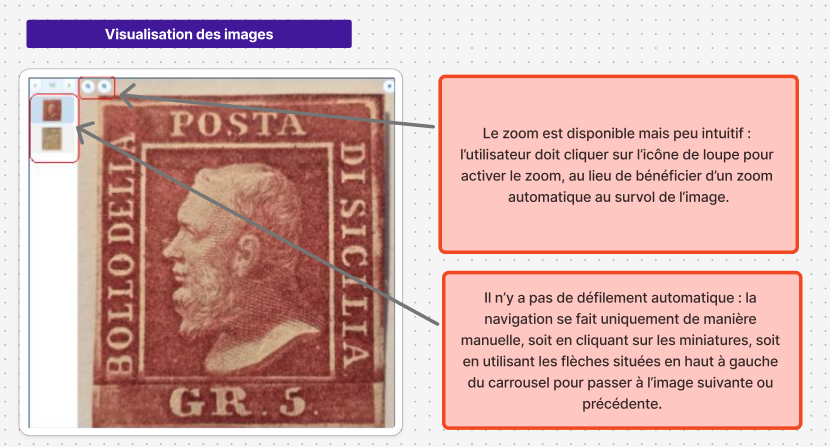 Visualisation des images
POSTA
BOLLO DELLA
DI SICILIA
GR. 5.
Le zoom est disponible mais peu intuitif :
l’utilisateur doit cliquer sur l’icône de loupe pour
activer le zoom, au lieu de bénéficier d’un zoom
automatique au survol de l’image.
Il n’y a pas de défilement automatique : la
navigation se fait uniquement de manière
manuelle, soit en cliquant sur les miniatures, soit
en utilisant les flèches situées en haut à gauche
du carrousel pour passer à l’image suivante ou
précédente.